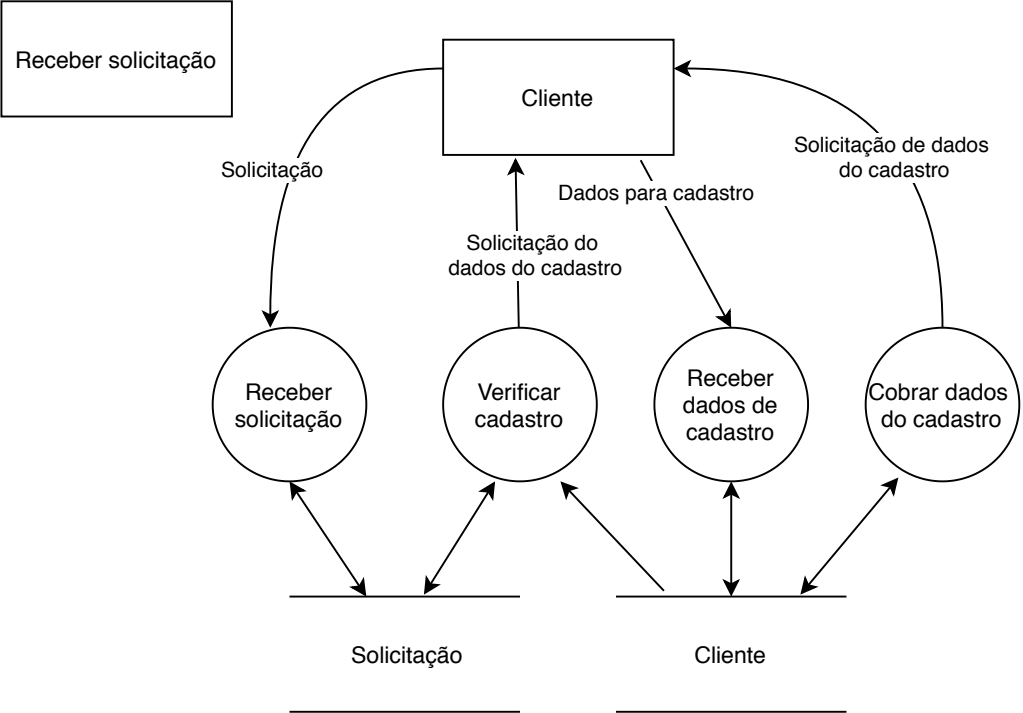 Receber solicitação
Cliente
Solicitação
Solicitação de dados
do cadastro
Dados para cadastro
Solicitação do
dados do cadastro
Receber
solicitação
Verificar
cadastro
Receber
dados de
cadastro
Cobrar dados
do cadastro
Solicitação
Cliente